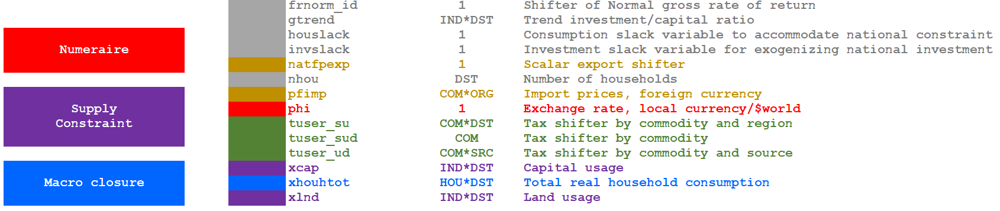 frnorm_id 1 Shifter of Normal gross rate of return
gtrend IND*DST Trend investment/capital ratio
houslack 1 Consumption slack variable to accommodate national constraint
Numeraire
invslack 1 Investment slack variable for exogenizing national investment
natfpexp 1 Scalar export shifter
nhou DST Number of households
pfimp COM*ORG Import prices, foreign currency
Supply
Constraint
phi 1 Exchange rate, local currency/$world
tuser_su COM*DST Tax shifter by commodity and region
tuser_sud COM Tax shifter by commodity
tuser_ud COM*SRC Tax shifter by commodity and source
xcap IND*DST Capital usage
Macro closure
xhouhtot HOU*DST Total real household consumption
xlnd IND*DST Land usage